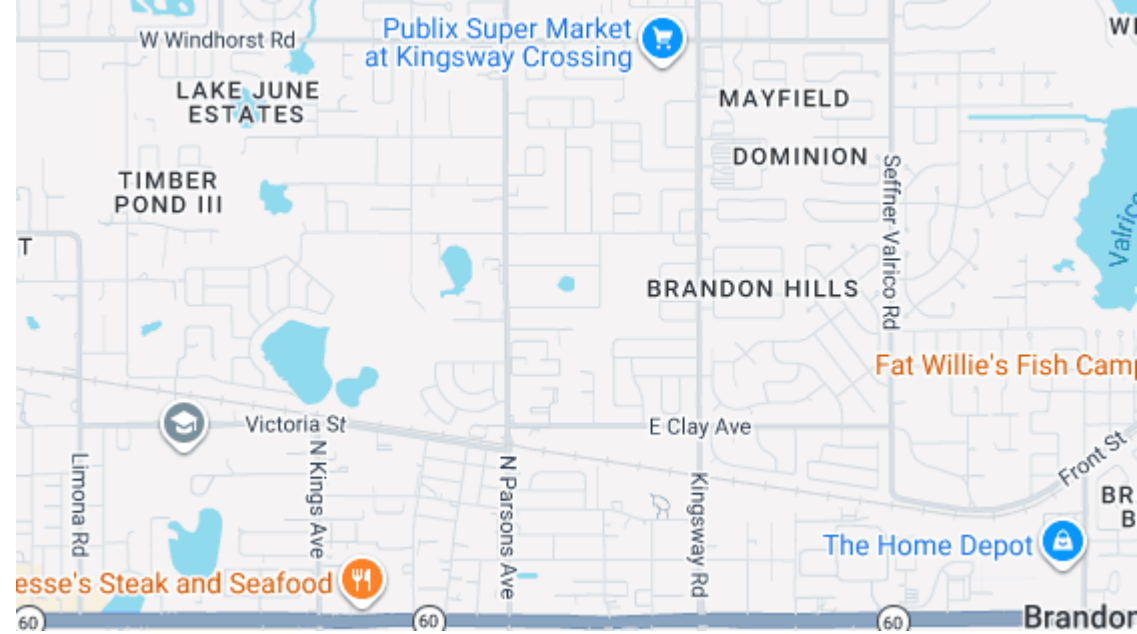 Publix Super Market
at Kingsway Crossing
W Windhorst Rd
LAKE JUNE
ESTATES
MAYFIELD
DOMINION
TIMBER
POND III
Seffner Valrico Rd
T
BRANDON HILLS
Fat Willie's Fish Camp
Victoria St
E Clay Ave
Front St
Limona Rd
N Kings Ave
N Parsons Ave
Kingsway Rd
BR
B
The Home Depot
esse's Steak and Seafood
60
60
60
Brandon